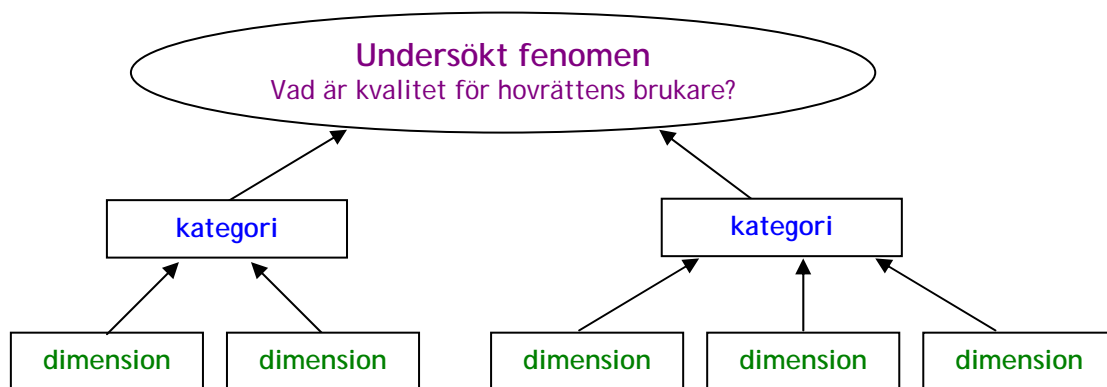 Undersökt fenomen
Vad är kvalitet för hovrättens brukare?
kategori
kategori
dimension
dimension
dimension
dimension
dimension